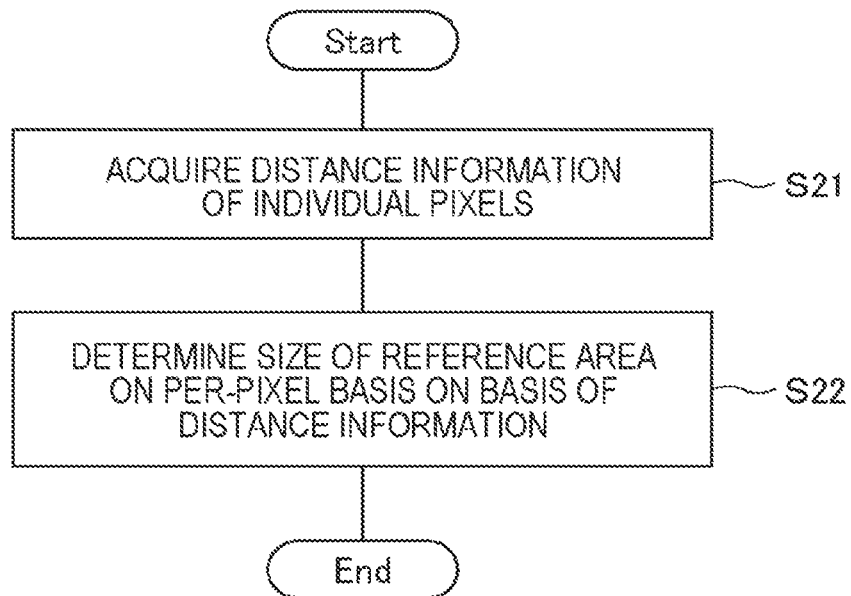 Start
ACQUIRE DISTANCE INFORMATION
OF INDIVIDUAL PIXELS
S21
DETERMINE SIZE OF REFERENCE AREA
ON PER-PIXEL BASIS ON BASIS OF
DISTANCE INFORMATION
S22
End